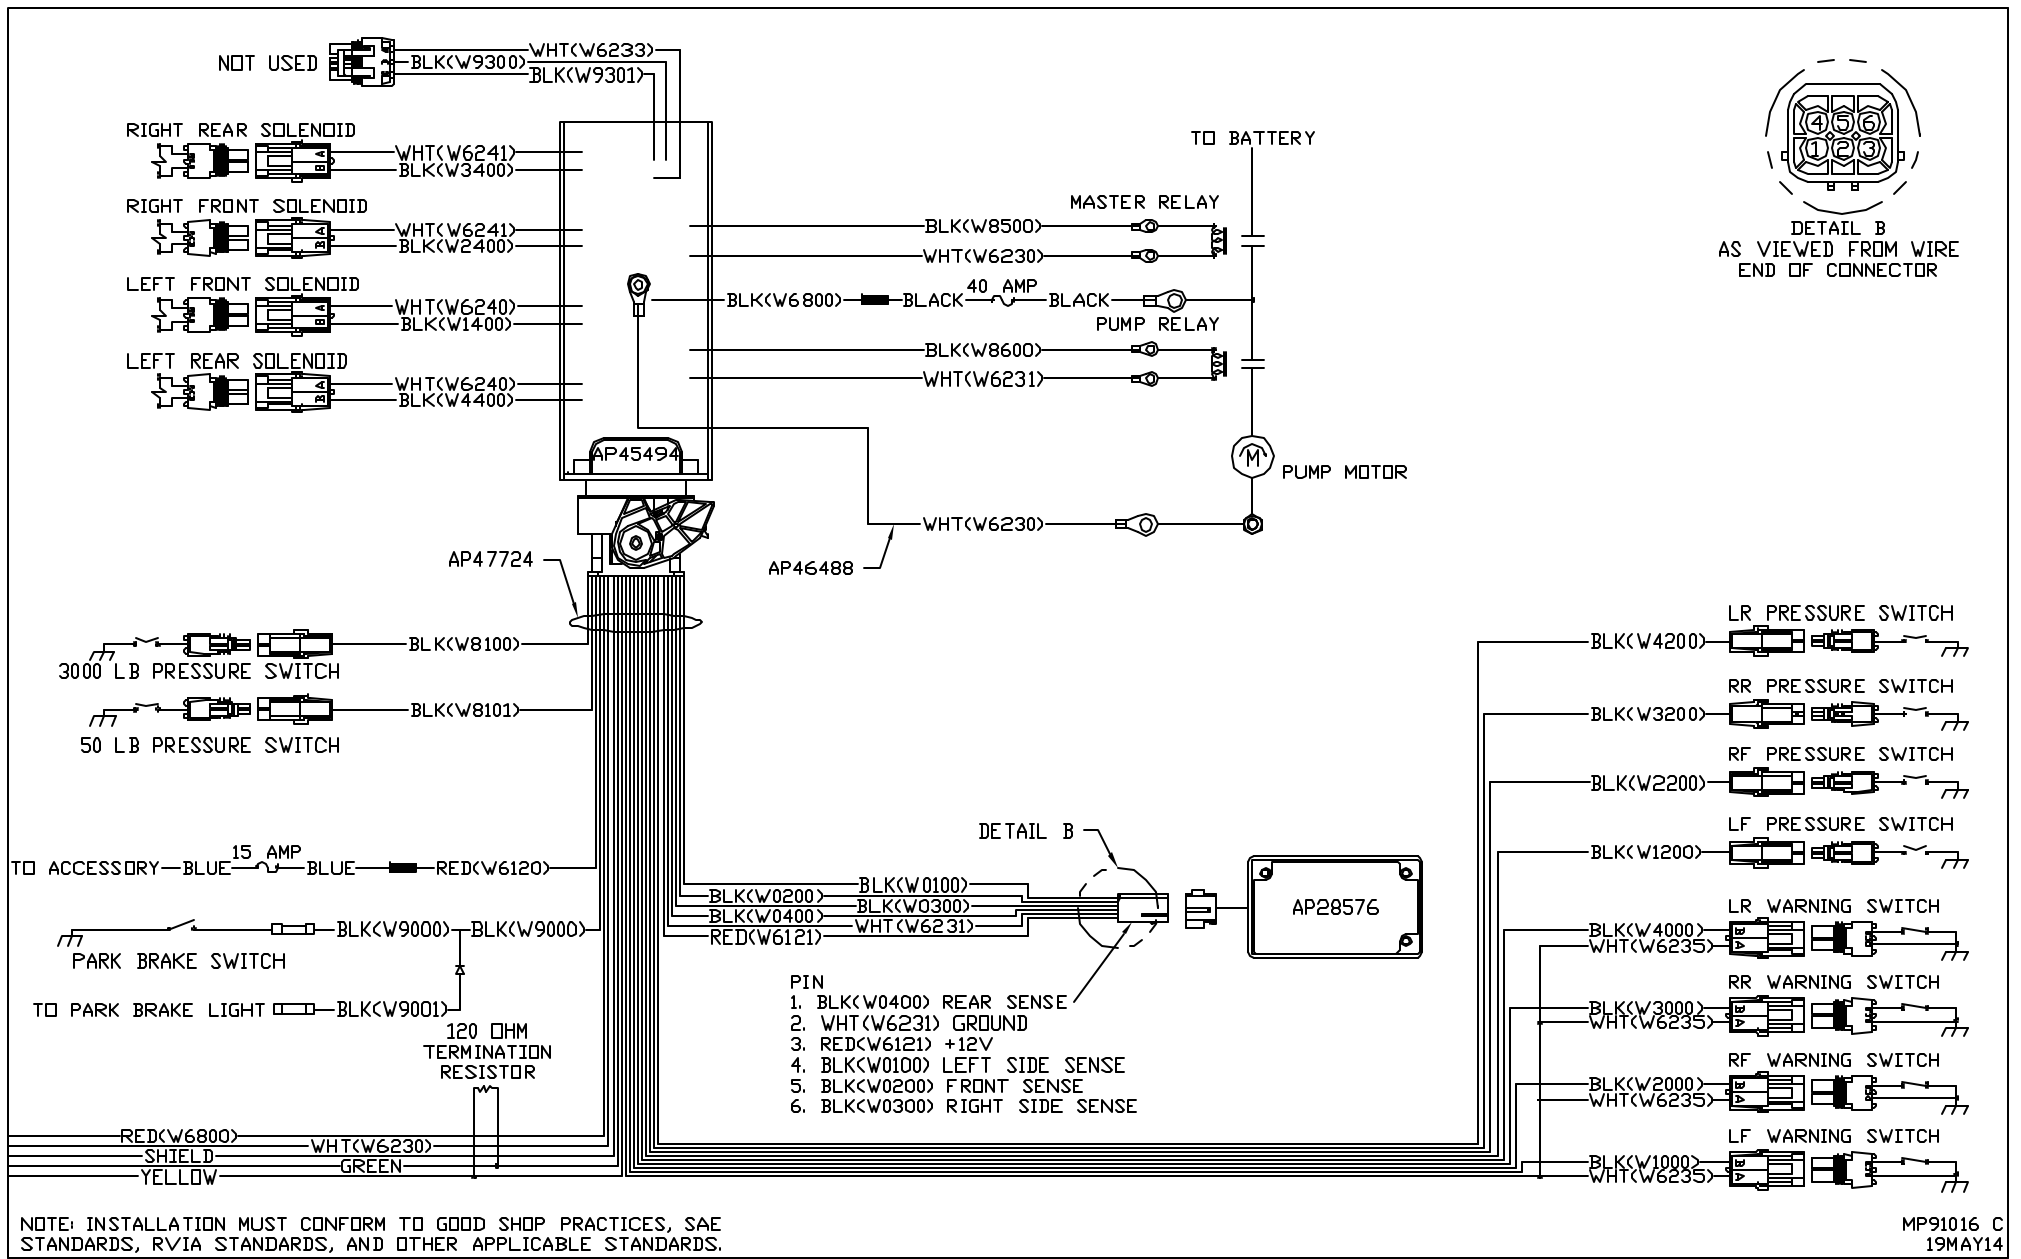 NOT USED
WHT(W6233)
BLK(W9300)
BLK(W9301)
RIGHT REAR SOLENOID
A
B
WHT(W6241)
BLK(W3400)
RIGHT FRONT SOLENOID
A
B
WHT(W6241)
BLK(W2400)
LEFT FRONT SOLENOID
A
B
WHT(W6240)
BLK(W1400)
LEFT REAR SOLENOID
A
B
WHT(W6240)
BLK(W4400)
AP45494
TO BATTERY
MASTER RELAY
BLK(W8500)
WHT(W6230)
BLK(W6800)
BLACK
40 AMP
BLACK
PUMP RELAY
BLK(W8600)
WHT(W6231)
M
PUMP MOTOR
WHT(W6230)
AP46488
4 5 6
1 2 3
DETAIL B
AS VIEWED FROM WIRE
END OF CONNECTOR
AP47724
BLK(W8100)
3000 LB PRESSURE SWITCH
BLK(W8101)
50 LB PRESSURE SWITCH
TO ACCESSORY
BLUE
15 AMP
BLUE
RED(W6120)
BLK(W9000)
BLK(W9000)
PARK BRAKE SWITCH
TO PARK BRAKE LIGHT
BLK(W9001)
120 OHM
TERMINATION
RESISTOR
RED(W6800)
WHT(W6230)
SHIELD
GREEN
YELLOW
DETAIL B
BLK(W0100)
BLK(W0200)
BLK(W0300)
BLK(W0400)
WHT(W6231)
RED(W6121)
AP28576
PIN
1. BLK(W0400) REAR SENSE
2. WHT(W6231) GROUND
3. RED(W6121) +12V
4. BLK(W0100) LEFT SIDE SENSE
5. BLK(W0200) FRONT SENSE
6. BLK(W0300) RIGHT SIDE SENSE
LR PRESSURE SWITCH
BLK(W4200)
RR PRESSURE SWITCH
BLK(W3200)
RF PRESSURE SWITCH
BLK(W2200)
LF PRESSURE SWITCH
BLK(W1200)
LR WARNING SWITCH
BLK(W4000)
WHT(W6235)
B
A
RR WARNING SWITCH
BLK(W3000)
WHT(W6235)
B
A
RF WARNING SWITCH
BLK(W2000)
WHT(W6235)
B
A
LF WARNING SWITCH
BLK(W1000)
WHT(W6235)
B
A
NOTE: INSTALLATION MUST CONFORM TO GOOD SHOP PRACTICES, SAE
STANDARDS, RVIA STANDARDS, AND OTHER APPLICABLE STANDARDS.
MP91016 C
19MAY14